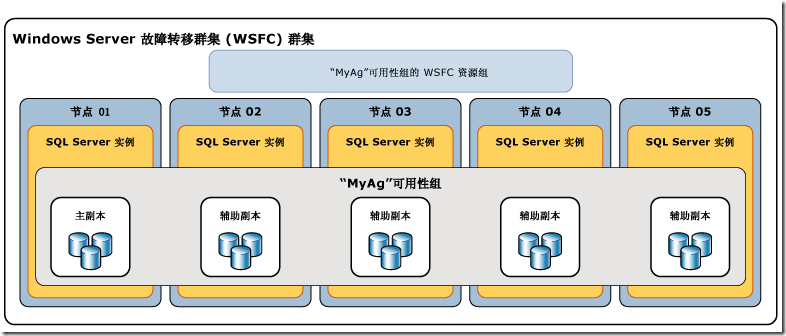 Windows Server 故障转移群集 (WSFC) 群集
“MyAg”可用性组的 WSFC 资源组
节点 01
节点 02
节点 03
节点 04
节点 05
SQL Server 实例
SQL Server 实例
SQL Server 实例
SQL Server 实例
SQL Server 实例
“MyAg”可用性组
主副本
辅助副本
辅助副本
辅助副本
辅助副本